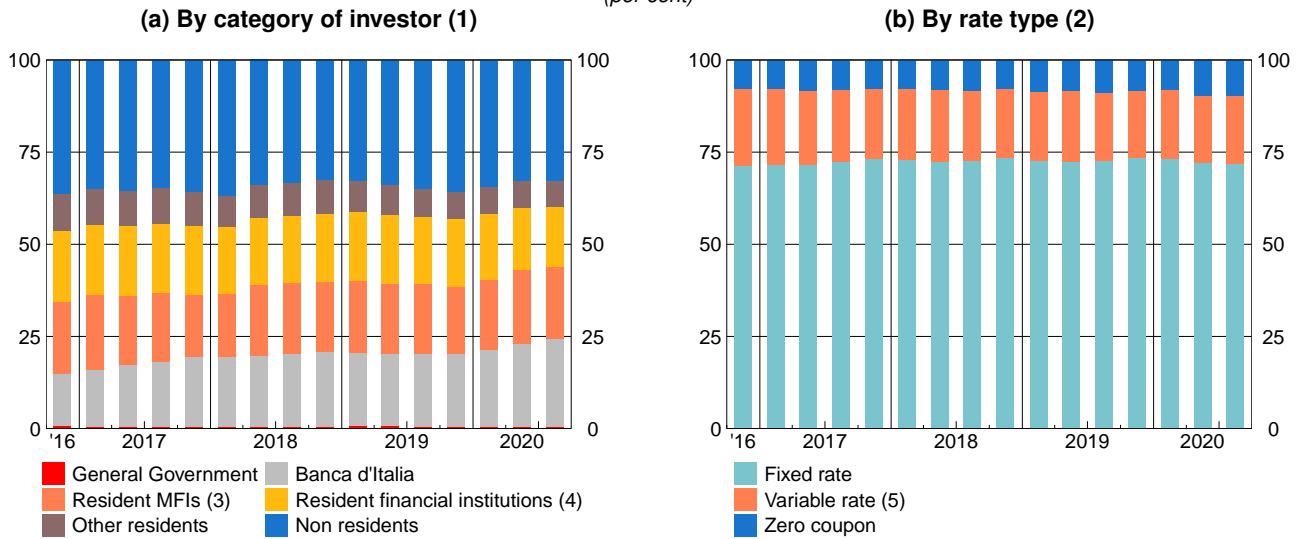 (per cent)
(a) By category of investor (1)
(b) By rate type (2)
100 100 100 100
75 75 75 75
50 50 50 50
25 25 25 25
0 0 0 0
'16 2017 2018 2019 2020 '16 2017 2018 2019 2020
General Government Banca d'Italia
Resident MFIs (3) Resident financial institutions (4)
Other residents Non residents
Fixed rate
Variable rate (5)
Zero coupon